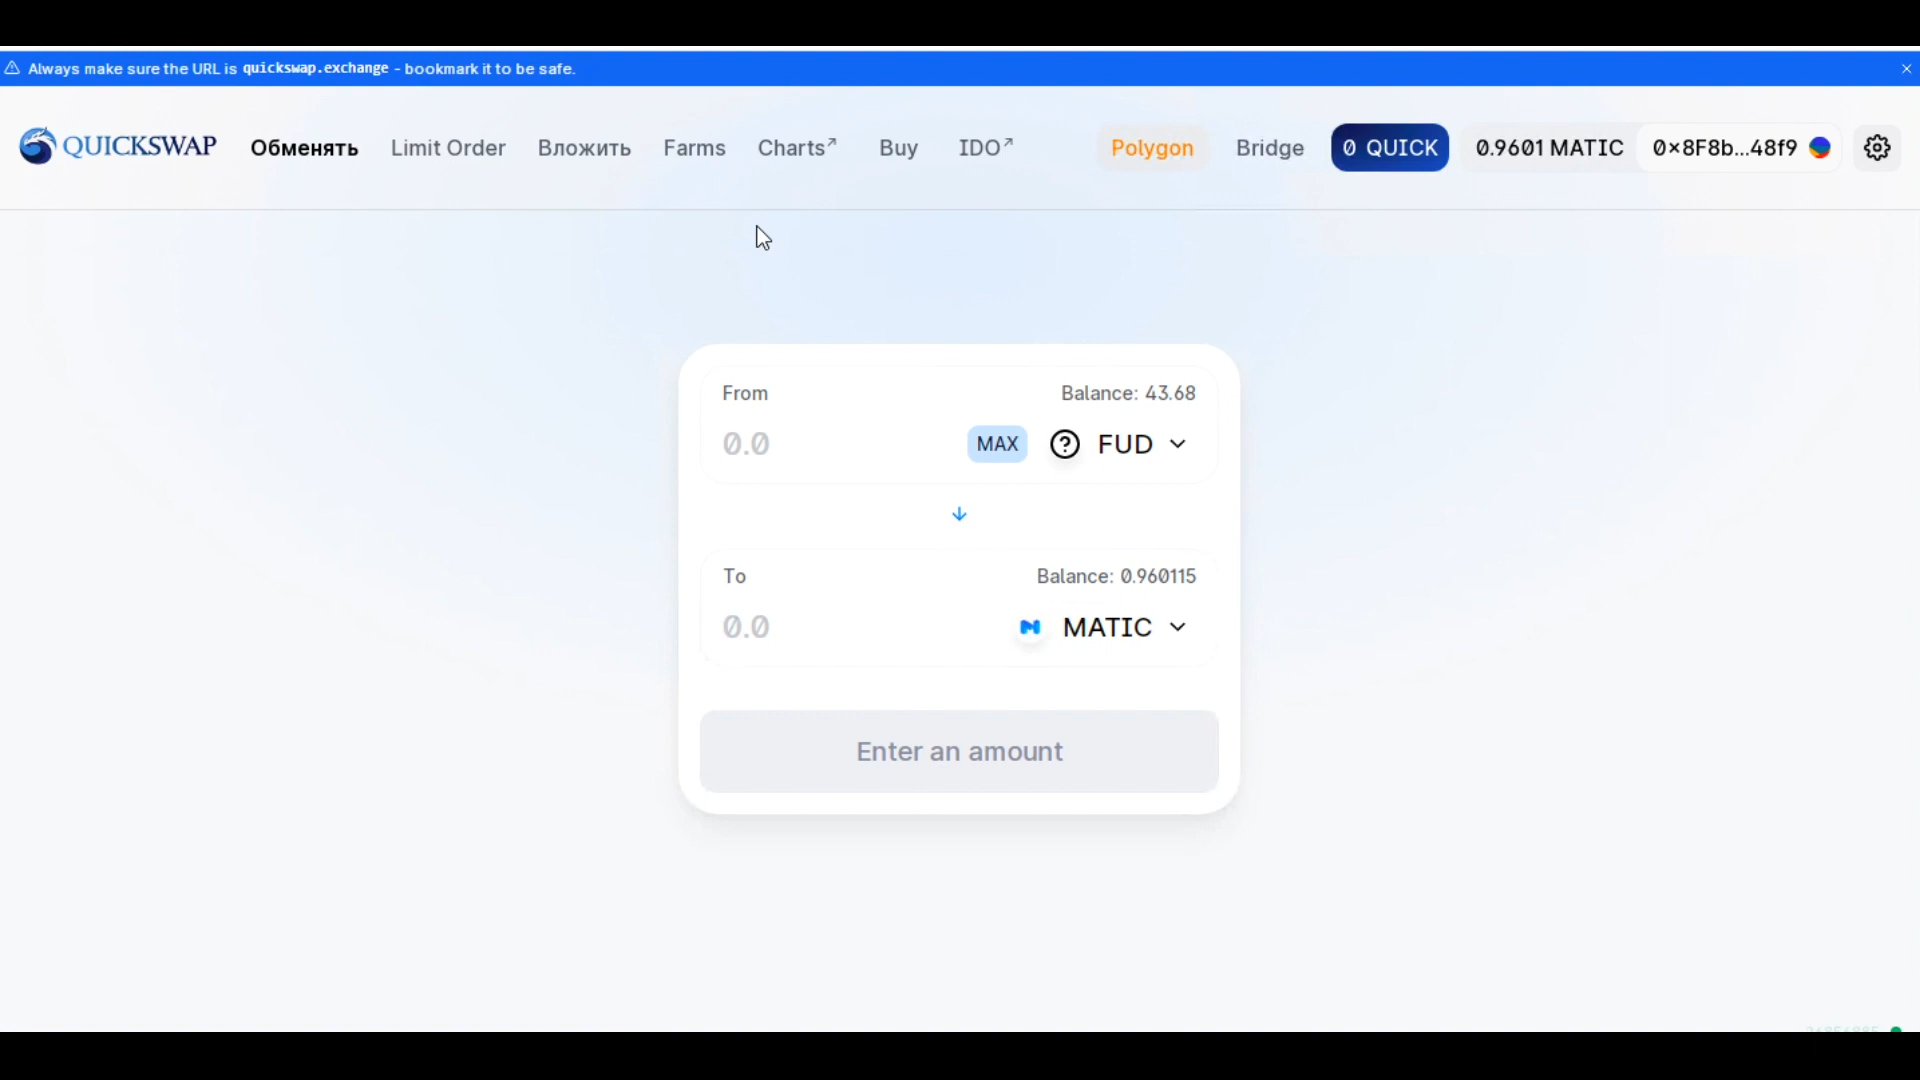 Always make sure the URL is quickswap.exchange - bookmark it to be safe.
QUICKSWAP Обменять Limit Order Вложить Farms Charts↗ Buy IDO↗ Polygon Bridge 0 QUICK 0.9601 MATIC 0x8F8b...48f9
From Balance: 43.68
0.0 MAX FUD
To Balance: 0.960115
0.0 MATIC
Enter an amount